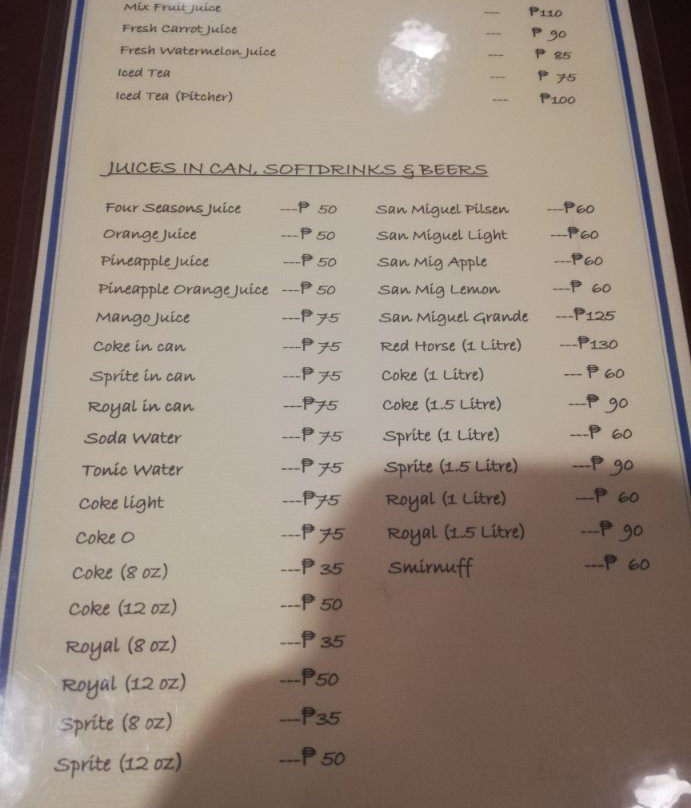 Mix Fruit Juice --- ₱110
Fresh Carrot Juice --- ₱ 90
Fresh Watermelon Juice --- ₱ 85
Iced Tea --- ₱ 75
Iced Tea (Pitcher) --- ₱100
JUICES IN CAN, SOFTDRINKS & BEERS
Four Seasons Juice ---₱ 50 San Miguel Pilsen ---₱60
Orange Juice ---₱ 50 San Miguel Light ---₱60
Pineapple Juice ---₱ 50 San Mig Apple ---₱60
Pineapple Orange Juice ---₱ 50 San Mig Lemon ---₱ 60
Mango Juice ---₱ 75 San Miguel Grande ---₱125
Coke in can ---₱ 75 Red Horse (1 Litre) ---₱130
Sprite in can ---₱ 75 Coke (1 Litre) --- ₱ 60
Royal in can ---₱75 Coke (1.5 Litre) ---₱ 90
Soda Water ---₱ 75 Sprite (1 Litre) ---₱ 60
Tonic Water ---₱ 75 Sprite (1.5 Litre) ---₱ 90
Coke light ---₱75 Royal (1 Litre) ---₱ 60
Coke 0 ---₱ 75 Royal (1.5 Litre) ---₱ 90
Coke (8 oz) ---₱ 35 Smirnuff ---₱ 60
Coke (12 oz) ---₱ 50
Royal (8 oz) ---₱ 35
Royal (12 oz) ---₱50
Sprite (8 oz) ---₱35
Sprite (12 oz) ---₱ 50